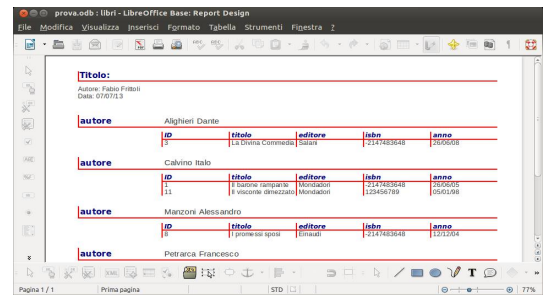 prova.odb : libri - LibreOffice Base: Report Design
File Modifica Visualizza Inserisci Formato Tabella Strumenti Finestra ?
Titolo:
Autore: Fabio Frittoli
Data: 07/07/13
autore Alighieri Dante
ID titolo editore isbn anno
3 La Divina Commedia Salani -2147483648 26/06/08
autore Calvino Italo
ID titolo editore isbn anno
1 Il barone rampante Mondadori -2147483648 26/06/05
11 Il visconte dimezzato Mondadori 123456789 05/01/98
autore Manzoni Alessandro
ID titolo editore isbn anno
8 I promessi sposi Einaudi -2147483648 12/12/04
autore Petrarca Francesco
Pagina 1 / 1 Prima pagina STD 77%